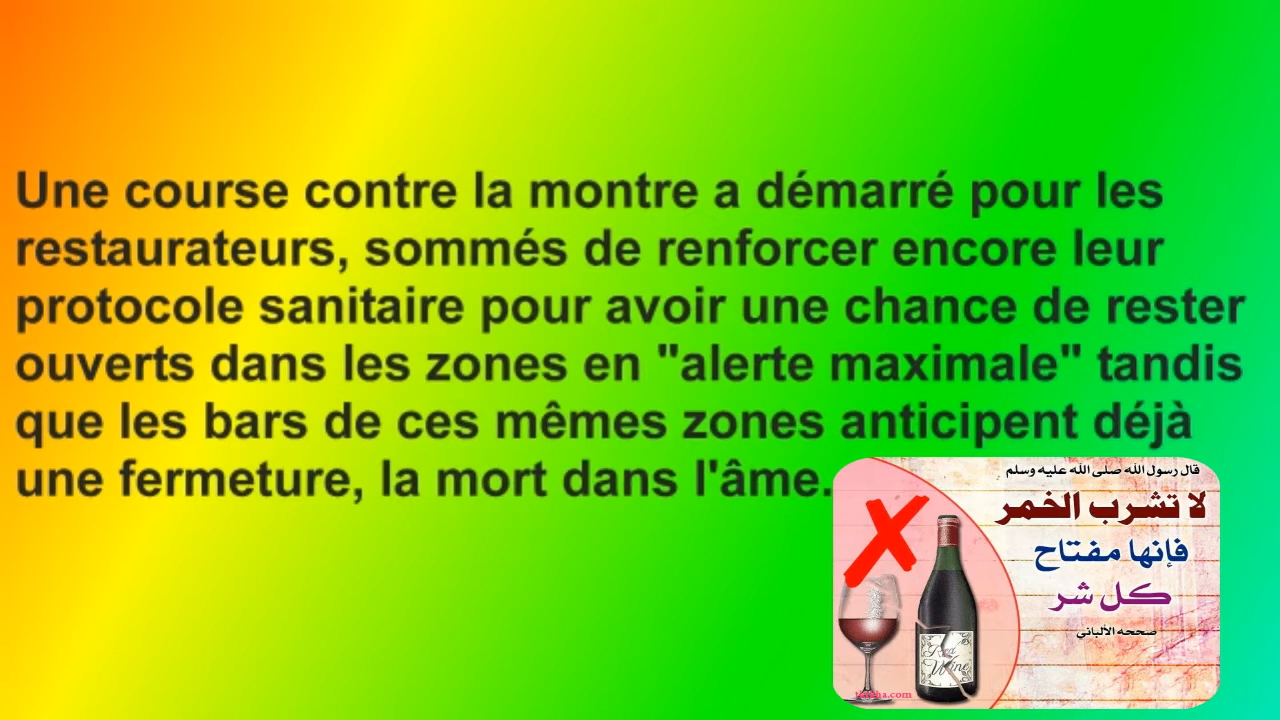 Une course contre la montre a démarré pour les
restaurateurs, sommés de renforcer encore leur
protocole sanitaire pour avoir une chance de rester
ouverts dans les zones en "alerte maximale" tandis
que les bars de ces mêmes zones anticipent déjà
une fermeture, la mort dans l'âme.
قال رسول الله صلى الله عليه وسلم
لا تشرب الخمر
فإنها مفتاح
كل شر
صححه الألباني
Red
Wine